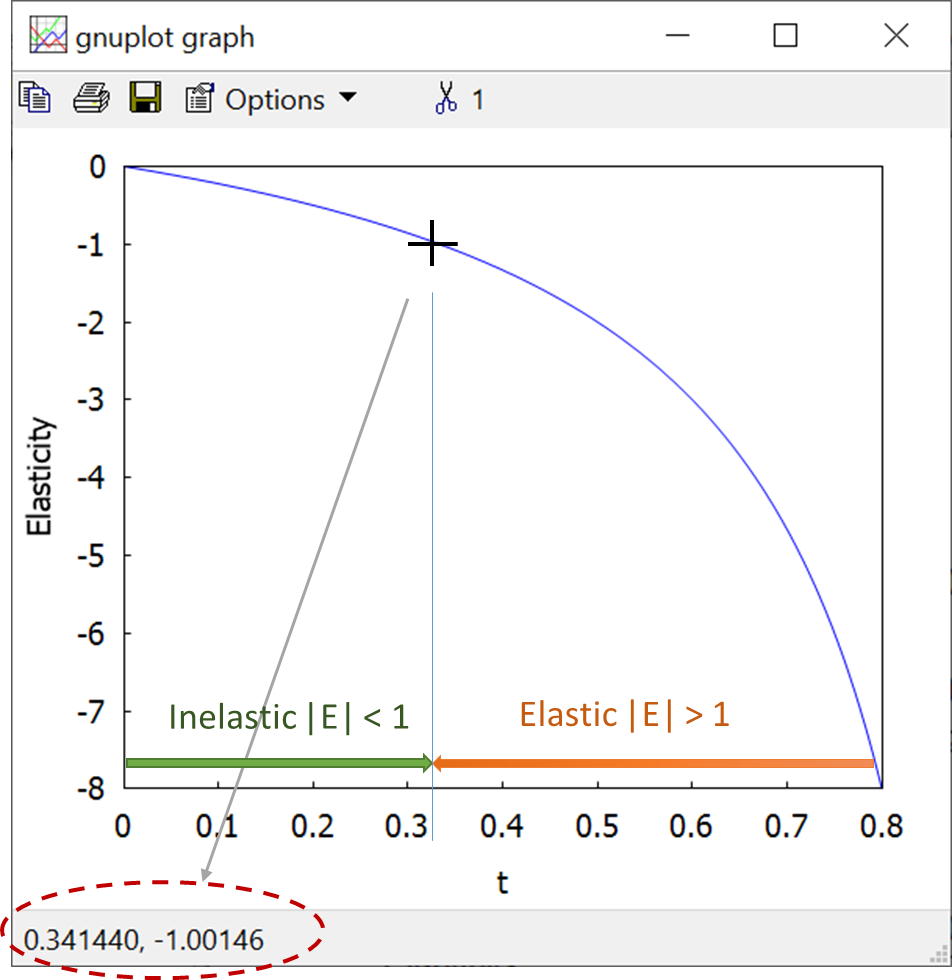 gnuplot graph
Options 1
0
-1
-2
-3
-4
-5
-6
-7
-8
Elasticity
Inelastic |E| < 1
Elastic |E| > 1
0 0.1 0.2 0.3 0.4 0.5 0.6 0.7 0.8
t
0.341440, -1.00146